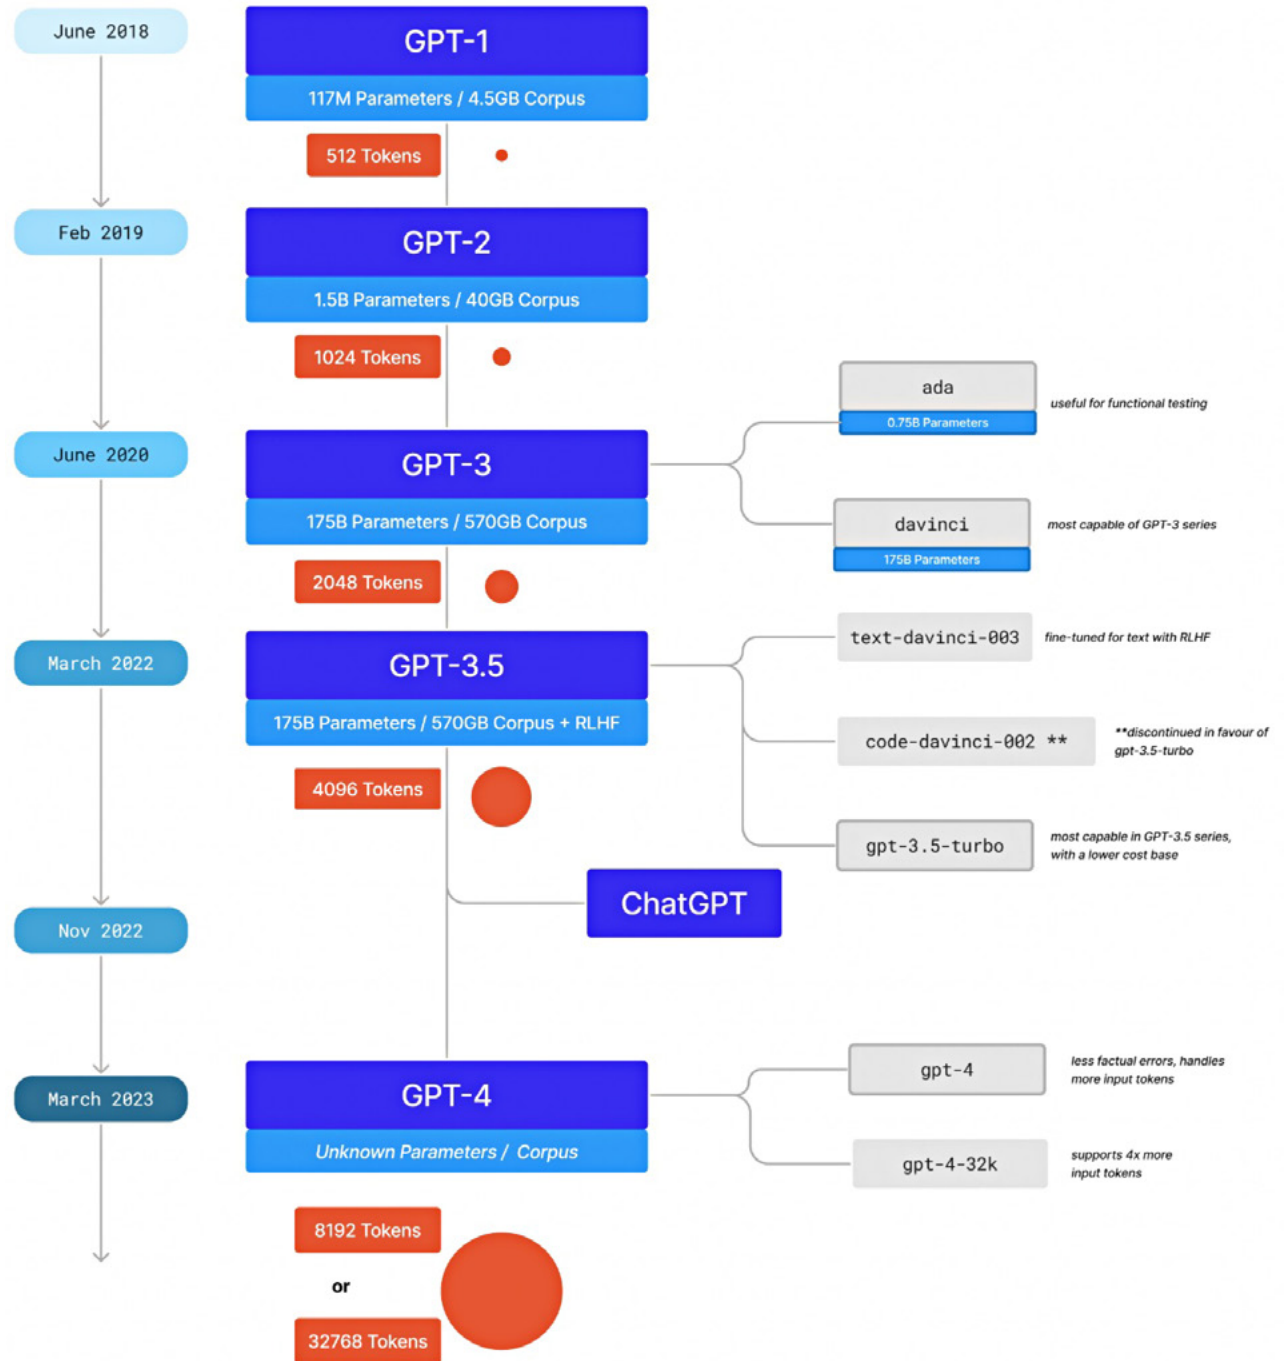 June 2018
GPT-1
117M Parameters / 4.5GB Corpus
512 Tokens
Feb 2019
GPT-2
1.5B Parameters / 40GB Corpus
1024 Tokens
ada
0.75B Parameters
useful for functional testing
June 2020
GPT-3
175B Parameters / 570GB Corpus
davinci
175B Parameters
most capable of GPT-3 series
2048 Tokens
March 2022
GPT-3.5
175B Parameters / 570GB Corpus + RLHF
text-davinci-003
fine-tuned for text with RLHF
code-davinci-002 **
**discontinued in favour of
gpt-3.5-turbo
4096 Tokens
gpt-3.5-turbo
most capable in GPT-3.5 series,
with a lower cost base
ChatGPT
Nov 2022
March 2023
GPT-4
Unknown Parameters / Corpus
gpt-4
less factual errors, handles
more input tokens
gpt-4-32k
supports 4x more
input tokens
8192 Tokens
or
32768 Tokens